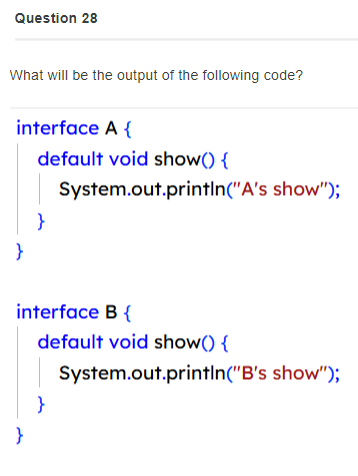 Question 28
What will be the output of the following code?
interface A {
default void show() {
System.out.println("A's show");
}
}
interface B {
default void show() {
System.out.println("B's show");
}
}